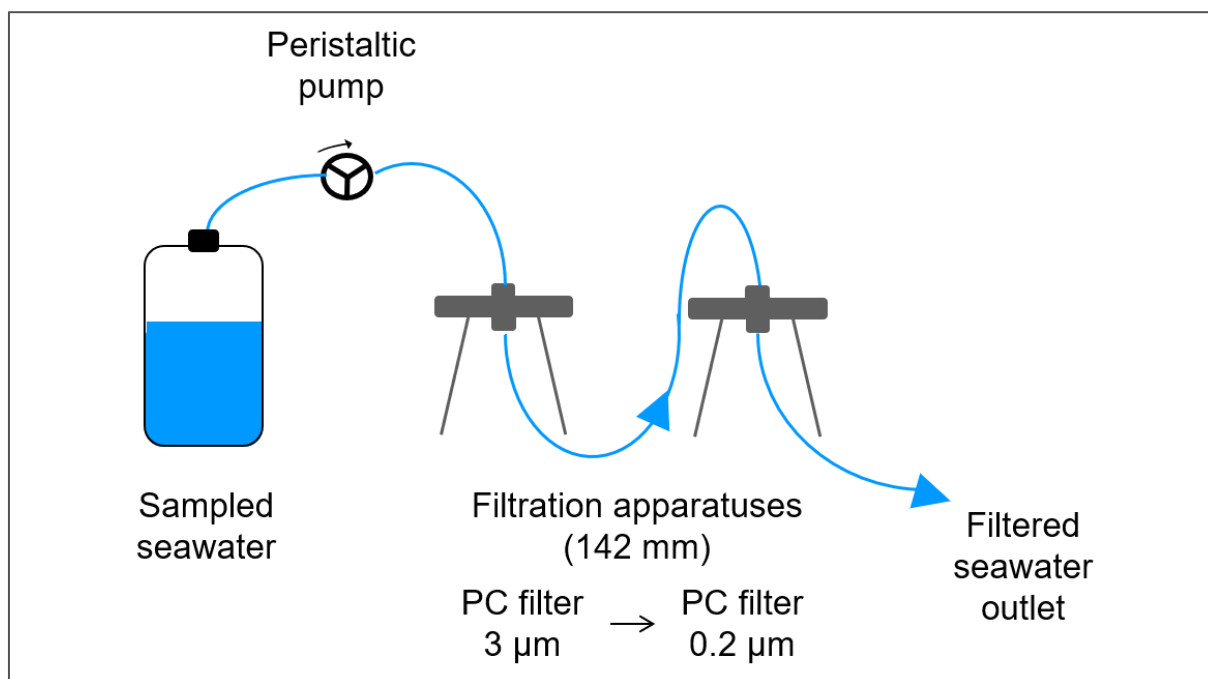 Peristaltic
pump
Sampled
seawater
Filtration apparatuses
(142 mm)
PC filter
3 µm
PC filter
0.2 µm
Filtered
seawater
outlet